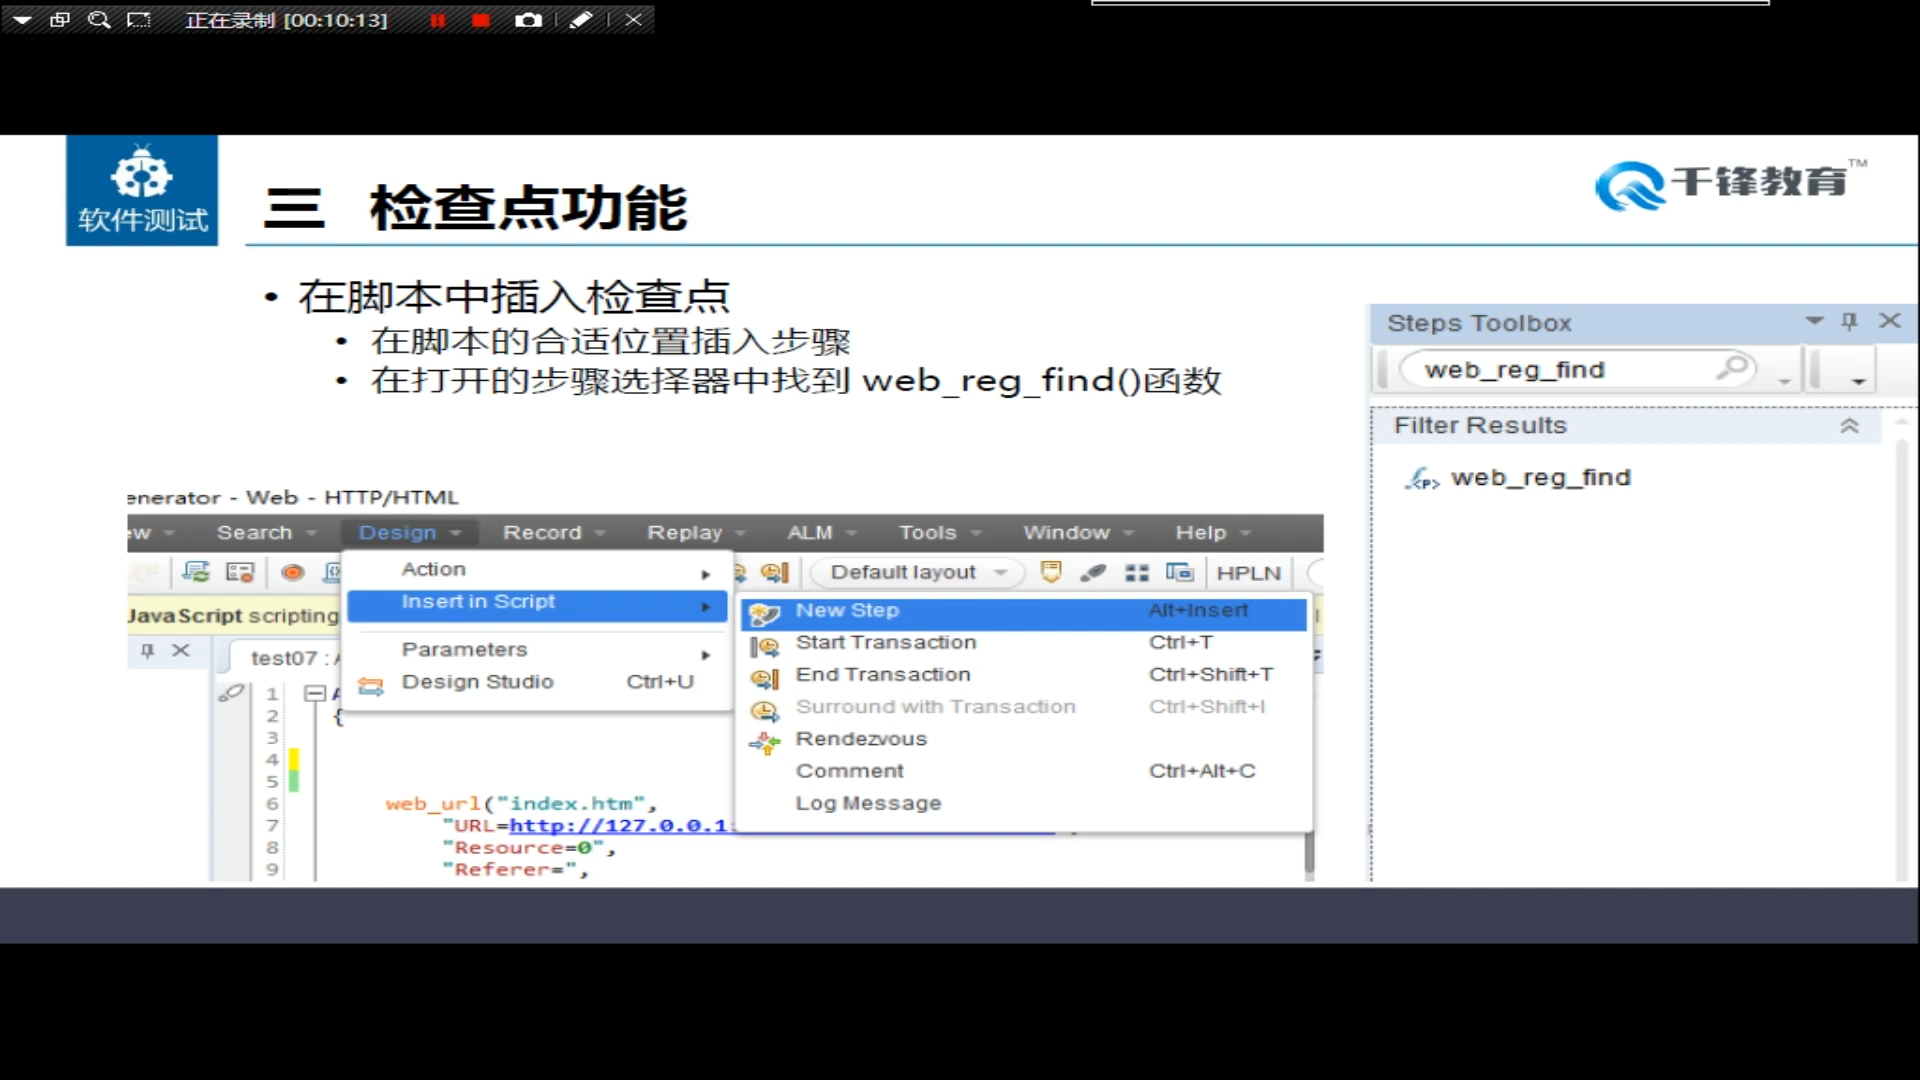 正在录制 [00:10:13]
软件测试
三 检查点功能
千锋教育™
• 在脚本中插入检查点
• 在脚本的合适位置插入步骤
• 在打开的步骤选择器中找到 web_reg_find()函数
Steps Toolbox
web_reg_find
Filter Results
web_reg_find
enerator - Web - HTTP/HTML
ew Search Design Record Replay ALM Tools Window Help
Default layout HPLN
JavaScript scripting
test07 : A
Action
Insert in Script
Parameters
Design Studio Ctrl+U
New Step Alt+Insert
Start Transaction Ctrl+T
End Transaction Ctrl+Shift+T
Surround with Transaction Ctrl+Shift+I
Rendezvous
Comment Ctrl+Alt+C
Log Message
1 A
2 {
3
4
5
6 web_url("index.htm",
7 "URL=http://127.0.0.1:
8 "Resource=0",
9 "Referer=",